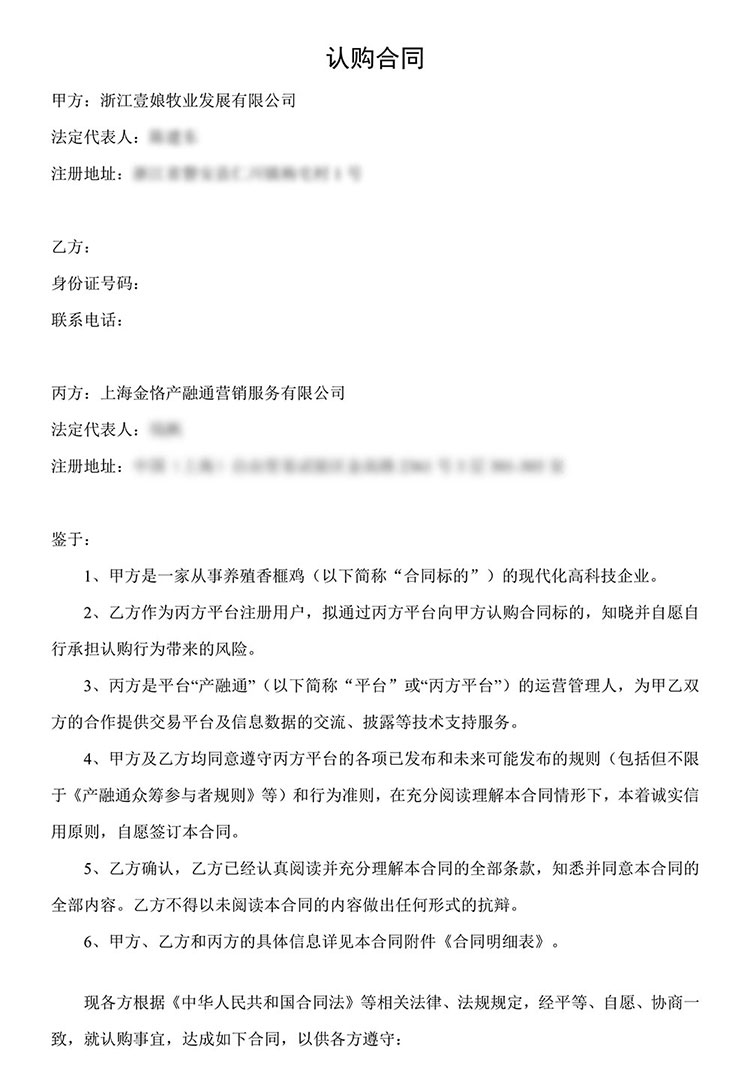 认购合同
甲方：浙江壹娘牧业发展有限公司
法定代表人：
注册地址：
乙方：
身份证号码：
联系电话：
丙方：上海金恪产融通营销服务有限公司
法定代表人：
注册地址：
鉴于：
1、甲方是一家从事养殖香榧鸡（以下简称“合同标的”）的现代化高科技企业。
2、乙方作为丙方平台注册用户，拟通过丙方平台向甲方认购合同标的，知晓并自愿自
行承担认购行为带来的风险。
3、丙方是平台“产融通”（以下简称“平台”或“丙方平台”）的运营管理人，为甲乙双
方的合作提供交易平台及信息数据的交流、披露等技术支持服务。
4、甲方及乙方均同意遵守丙方平台的各项已发布和未来可能发布的规则（包括但不限
于《产融通众筹参与者规则》等）和行为准则，在充分阅读理解本合同情形下，本着诚实信
用原则，自愿签订本合同。
5、乙方确认，乙方已经认真阅读并充分理解本合同的全部条款，知悉并同意本合同的
全部内容。乙方不得以未阅读本合同的内容做出任何形式的抗辩。
6、甲方、乙方和丙方的具体信息详见本合同附件《合同明细表》。
现各方根据《中华人民共和国合同法》等相关法律、法规规定，经平等、自愿、协商一
致，就认购事宜，达成如下合同，以供各方遵守：